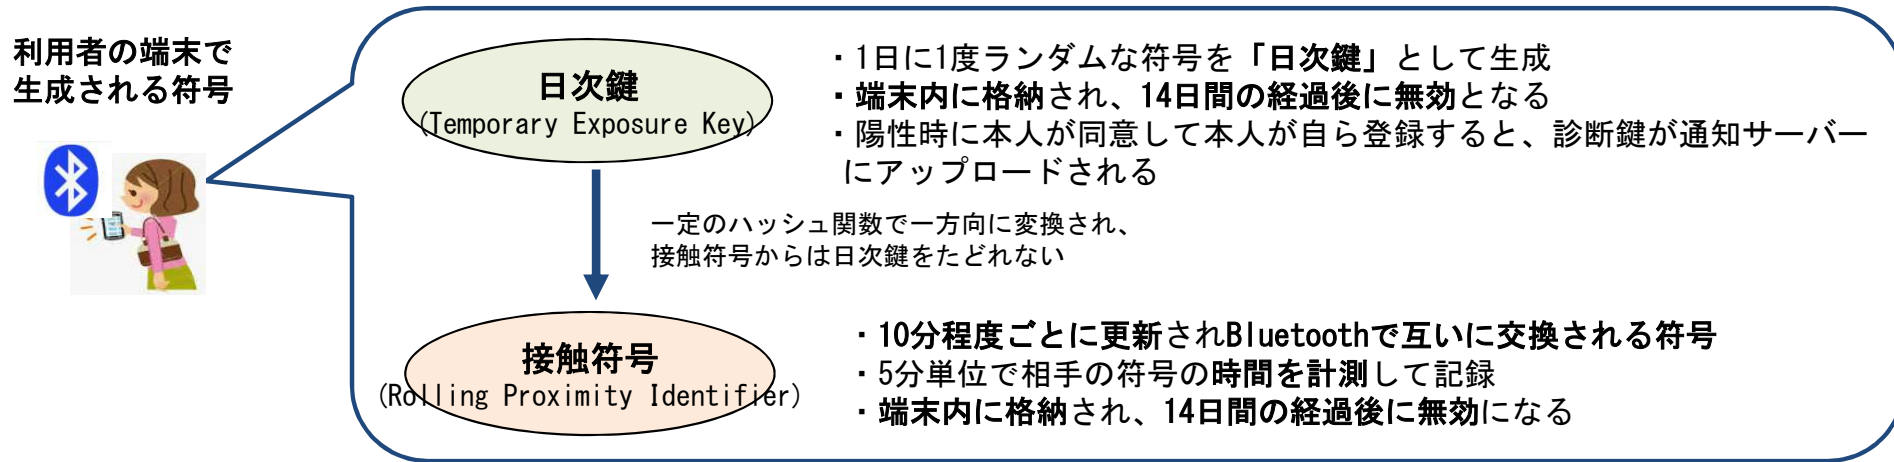 利用者の端末で
生成される符号
日次鍵
(Temporary Exposure Key)
・1日に1度ランダムな符号を「日次鍵」として生成
・端末内に格納され、14日間の経過後に無効となる
・陽性時に本人が同意して本人が自ら登録すると、診断鍵が通知サーバー
にアップロードされる
一定のハッシュ関数で一方向に変換され、
接触符号からは日次鍵をたどれない
接触符号
(Rolling Proximity Identifier)
・10分程度ごとに更新されBluetoothで互いに交換される符号
・5分単位で相手の符号の時間を計測して記録
・端末内に格納され、14日間の経過後に無効になる